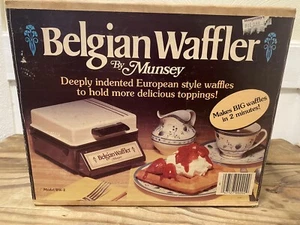 Belgian Waffler
By Munsey
Deeply indented European style waffles
to hold more delicious toppings!
Makes BIG waffles
in 2 minutes!
Belgian Waffler